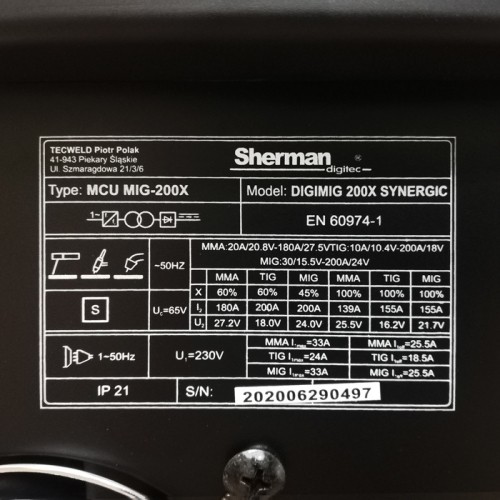 TECWELD Piotr Polak
41-943 Piekary Śląskie
Ul. Szmaragdowa 21/3/6
Sherman ®
digitec
Type: MCU MIG-200X
Model: DIGIMIG 200X SYNERGIC
1~
EN 60974-1
~50HZ
MMA:20A/20.8V-180A/27.5VTIG:10A/10.4V-200A/18V
MIG:30/15.5V-200A/24V
MMA TIG MIG MMA TIG MIG
X 60% 60% 45% 100% 100% 100%
S
U₀=65V
I₂ 180A 200A 200A 139A 155A 155A
U₂ 27.2V 18.0V 24.0V 25.5V 16.2V 21.7V
1~50HZ
U₁=230V
MMA I₁max=33A MMA I₁eff=25.5A
TIG I₁max=24A TIG I₁eff=18.5A
MIG I₁max=33A MIG I₁eff=25.5A
IP 21
S/N: 202006290497